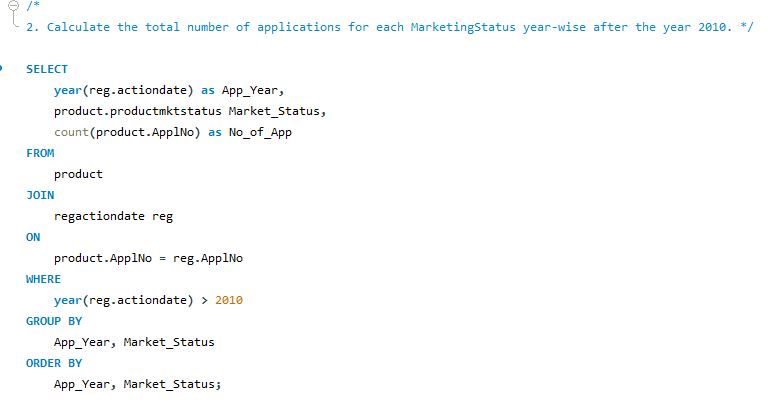 /*
2. Calculate the total number of applications for each MarketingStatus year-wise after the year 2010. */
SELECT
year(reg.actiondate) as App_Year,
product.productmktstatus Market_Status,
count(product.ApplNo) as No_of_App
FROM
product
JOIN
regactiondate reg
ON
product.ApplNo = reg.ApplNo
WHERE
year(reg.actiondate) > 2010
GROUP BY
App_Year, Market_Status
ORDER BY
App_Year, Market_Status;